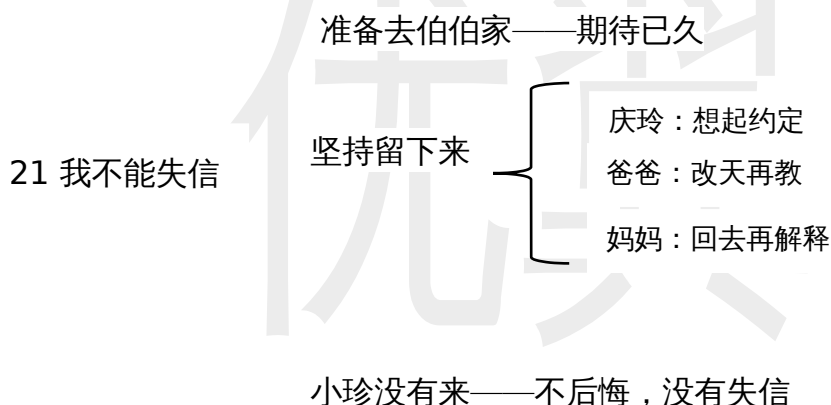 准备去伯伯家——期待已久
庆玲：想起约定
坚持留下来
21 我不能失信
爸爸：改天再教
妈妈：回去再解释
小珍没有来——不后悔，没有失信